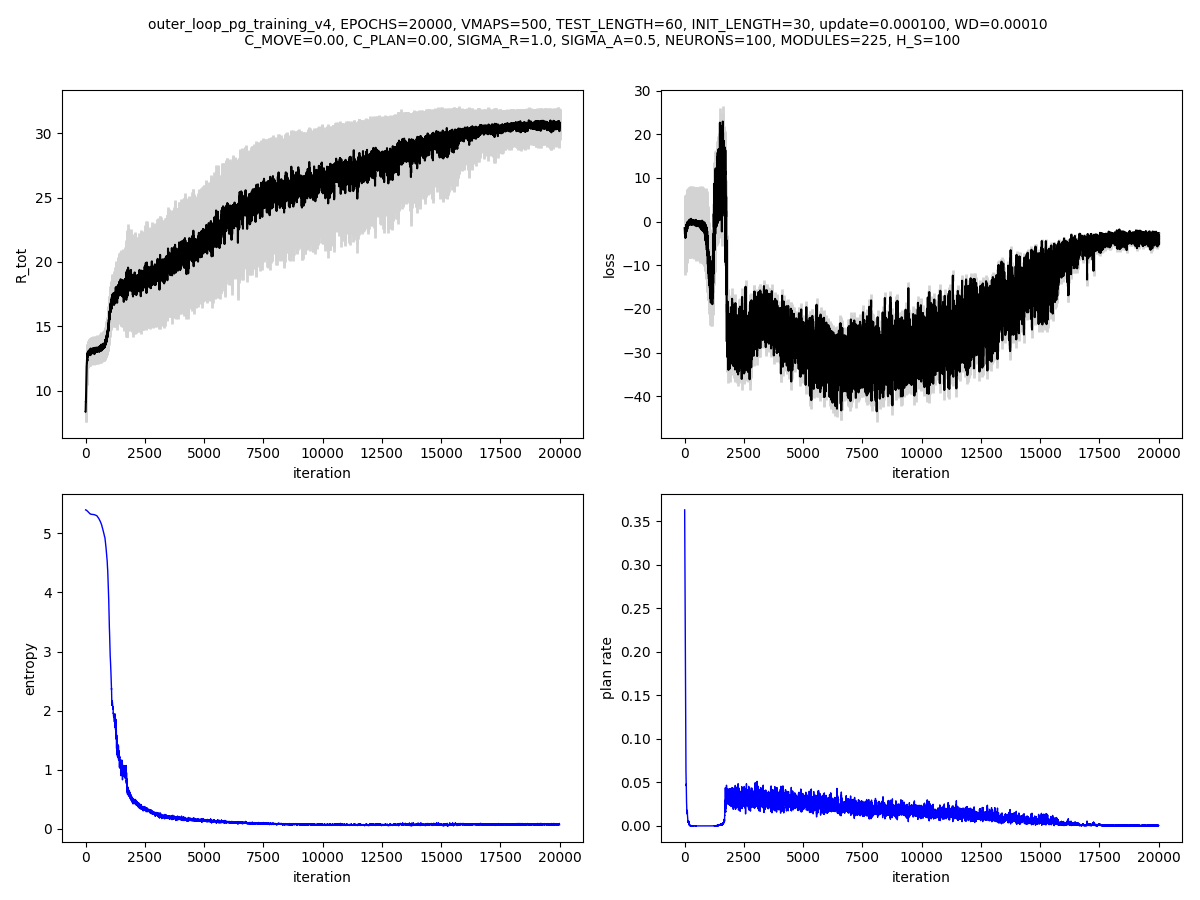 outer_loop_pg_training_v4, EPOCHS=20000, VMAPS=500, TEST_LENGTH=60, INIT_LENGTH=30, update=0.000100, WD=0.00010
C_MOVE=0.00, C_PLAN=0.00, SIGMA_R=1.0, SIGMA_A=0.5, NEURONS=100, MODULES=225, H_S=100
R_tot
30
25
20
15
10
0 2500 5000 7500 10000 12500 15000 17500 20000
iteration
loss
30
20
10
0
−10
−20
−30
−40
0 2500 5000 7500 10000 12500 15000 17500 20000
iteration
entropy
5
4
3
2
1
0
0 2500 5000 7500 10000 12500 15000 17500 20000
iteration
plan rate
0.35
0.30
0.25
0.20
0.15
0.10
0.05
0.00
0 2500 5000 7500 10000 12500 15000 17500 20000
iteration